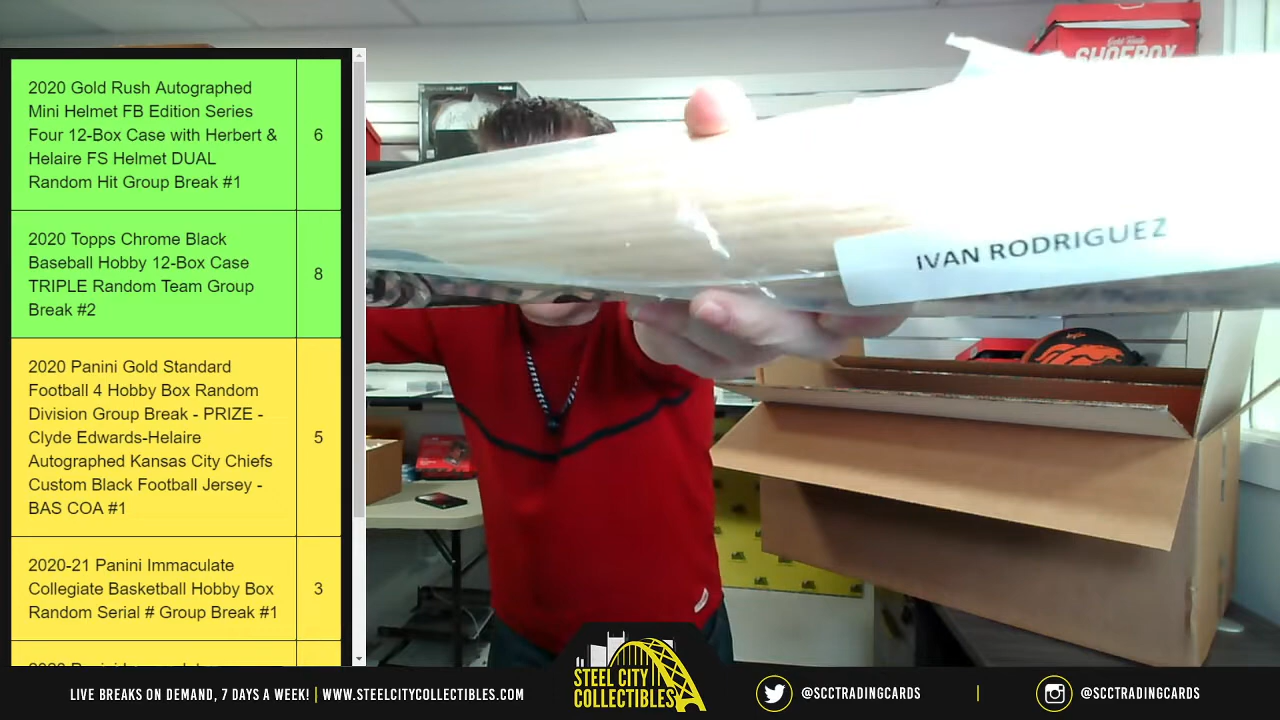 2020 Gold Rush Autographed
Mini Helmet FB Edition Series
Four 12-Box Case with Herbert &
Helaire FS Helmet DUAL
Random Hit Group Break #1
6
2020 Topps Chrome Black
Baseball Hobby 12-Box Case
TRIPLE Random Team Group
Break #2
8
2020 Panini Gold Standard
Football 4 Hobby Box Random
Division Group Break - PRIZE -
Clyde Edwards-Helaire
Autographed Kansas City Chiefs
Custom Black Football Jersey -
BAS COA #1
5
2020-21 Panini Immaculate
Collegiate Basketball Hobby Box
Random Serial # Group Break #1
3
Gold Rush
SHOEBOX
IVAN RODRIGUEZ
LIVE BREAKS ON DEMAND, 7 DAYS A WEEK! | WWW.STEELCITYCOLLECTIBLES.COM
STEEL CITY
COLLECTIBLES
@SCCTRADINGCARDS
@SCCTRADINGCARDS